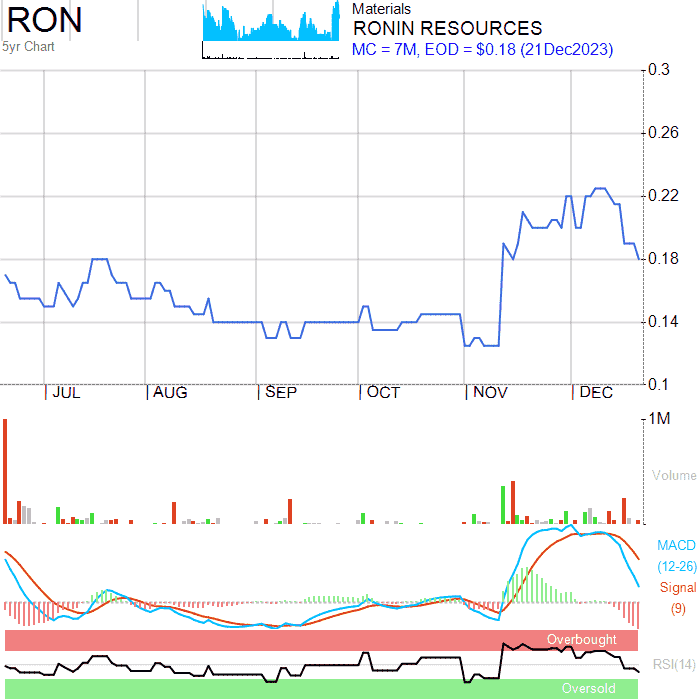 RON
5yr Chart
Materials
RONIN RESOURCES
MC = 7M, EOD = $0.18 (21Dec2023)
0.3
0.26
0.22
0.18
0.14
0.1
JUL AUG SEP OCT NOV DEC
1M
Volume
MACD
(12-26)
Signal
(9)
Overbought
RSI(14)
Oversold